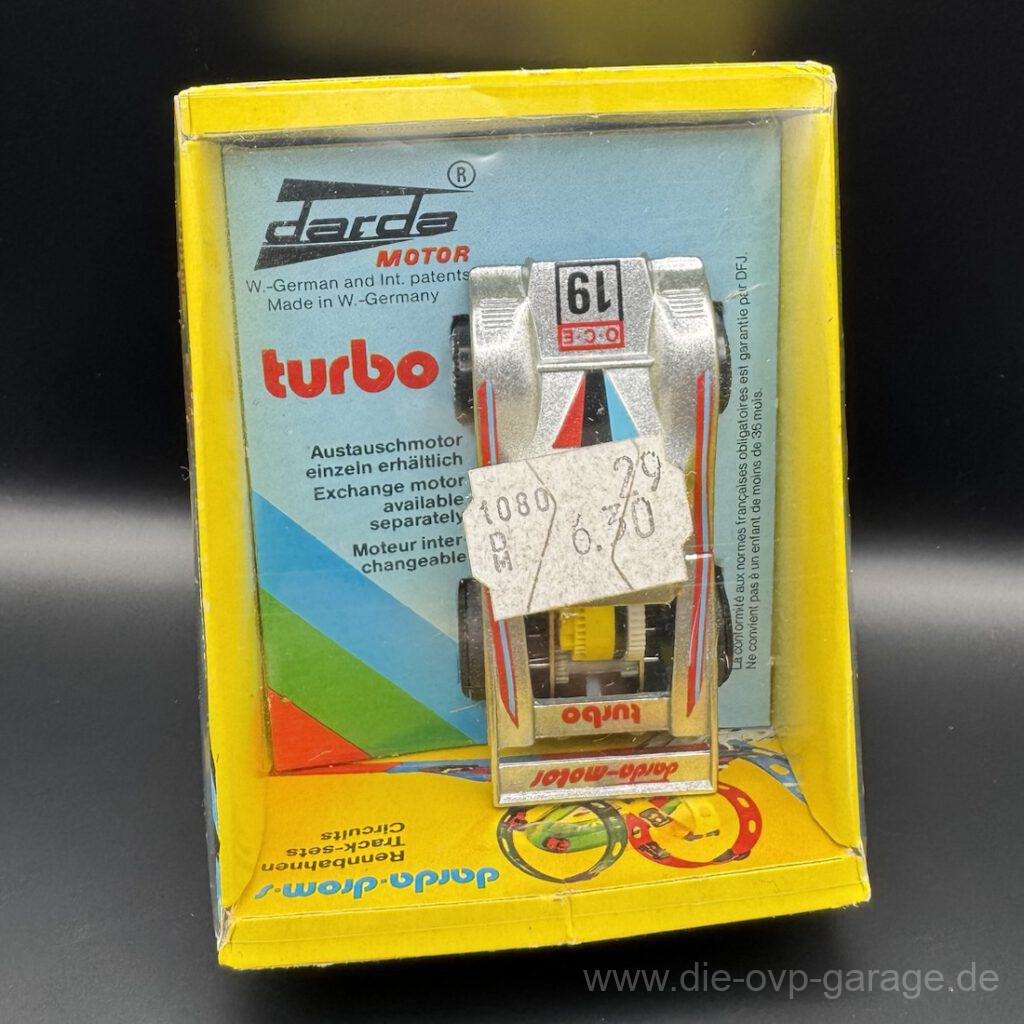 darda ®
MOTOR
W.-German and Int. patents
Made in W.-Germany
turbo
Austauschmotor
einzeln erhältlich
Exchange motor
available
separately
Moteur inter
changeable
19
O·C·E
29
1080
6.30
DM
turbo
darda-motor
La conformité aux normes françaises obligatoires est garantie par DFJ.
Ne convient pas à un enfant de moins de 36 mois.
darda·drom·s
Rennbahnen
Track-sets
Circuits
www.die-ovp-garage.de